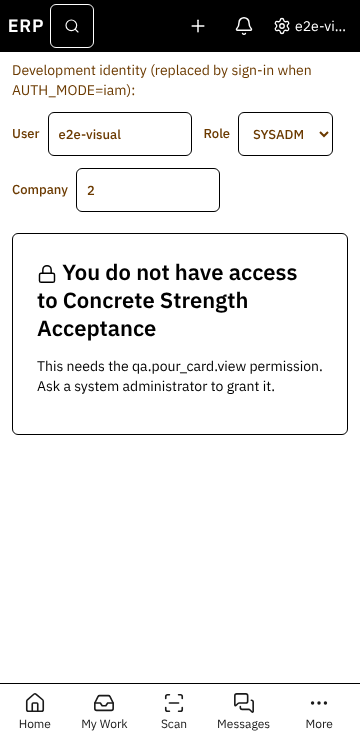 ERP
e2e-vi...
Development identity (replaced by sign-in when
AUTH_MODE=iam):
User e2e-visual Role SYSADM
Company 2
You do not have access
to Concrete Strength
Acceptance
This needs the qa.pour_card.view permission.
Ask a system administrator to grant it.
Home My Work Scan Messages More